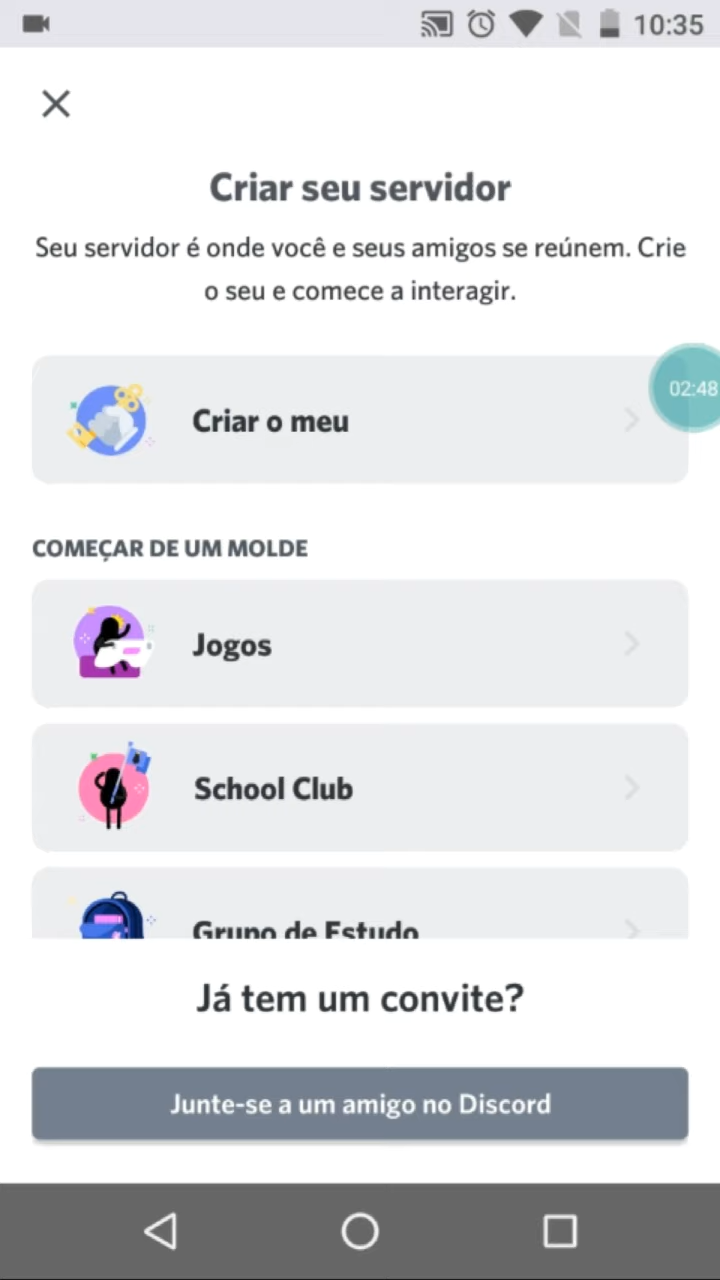 10:35
Criar seu servidor
Seu servidor é onde você e seus amigos se reúnem. Crie
o seu e comece a interagir.
02:48
Criar o meu
COMEÇAR DE UM MOLDE
Jogos
School Club
Grupo de Estudo
Já tem um convite?
Junte-se a um amigo no Discord